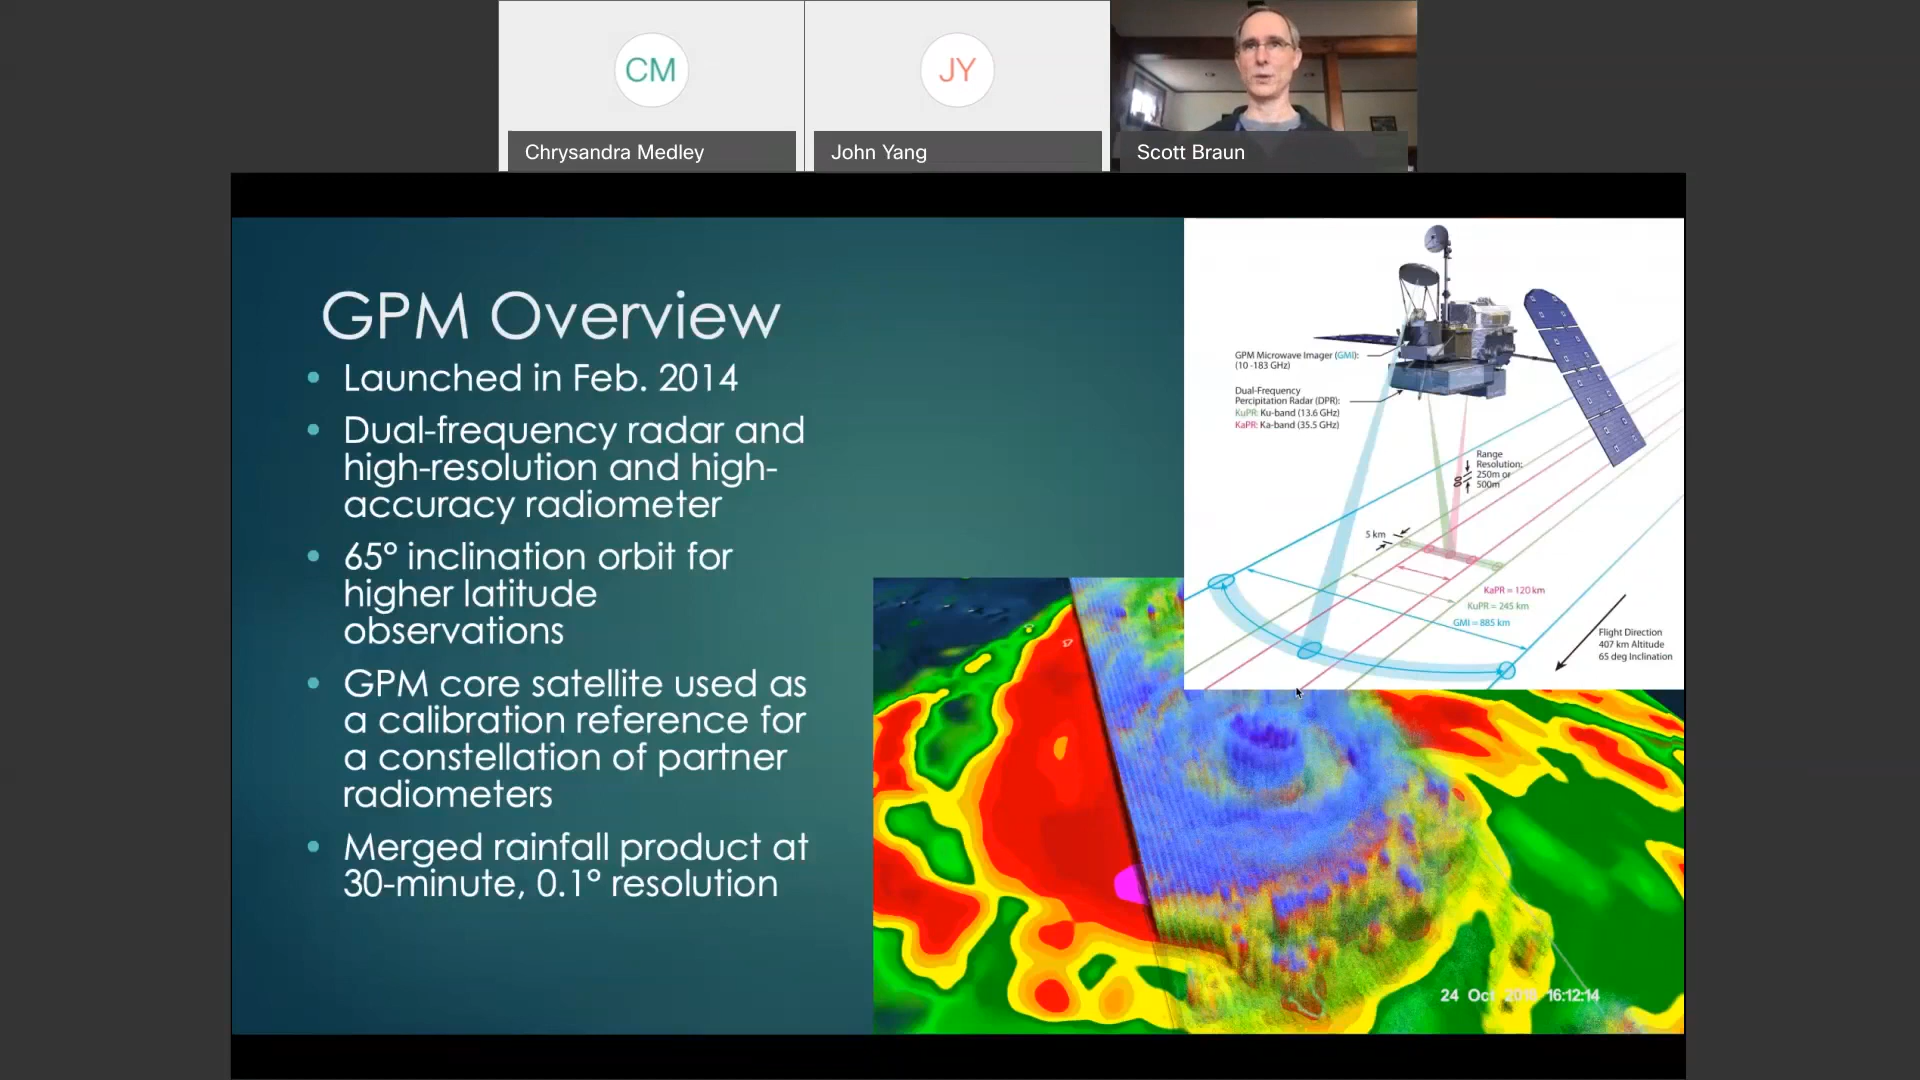 CM
JY
Chrysandra Medley
John Yang
Scott Braun
GPM Overview
• Launched in Feb. 2014
• Dual-frequency radar and
high-resolution and high-
accuracy radiometer
• 65° inclination orbit for
higher latitude
observations
• GPM core satellite used as
a calibration reference for
a constellation of partner
radiometers
• Merged rainfall product at
30-minute, 0.1° resolution
GPM Microwave Imager (GMI):
(10 -183 GHz)
Dual-Frequency
Percipitation Radar (DPR):
KuPR: Ku-band (13.6 GHz)
KaPR: Ka-band (35.5 GHz)
Range
Resolution:
250m or
500m
5 km
KaPR = 120 km
KuPR = 245 km
GMI = 885 km
Flight Direction
407 km Altitude
65 deg Inclination
24 Oct 16:12:14